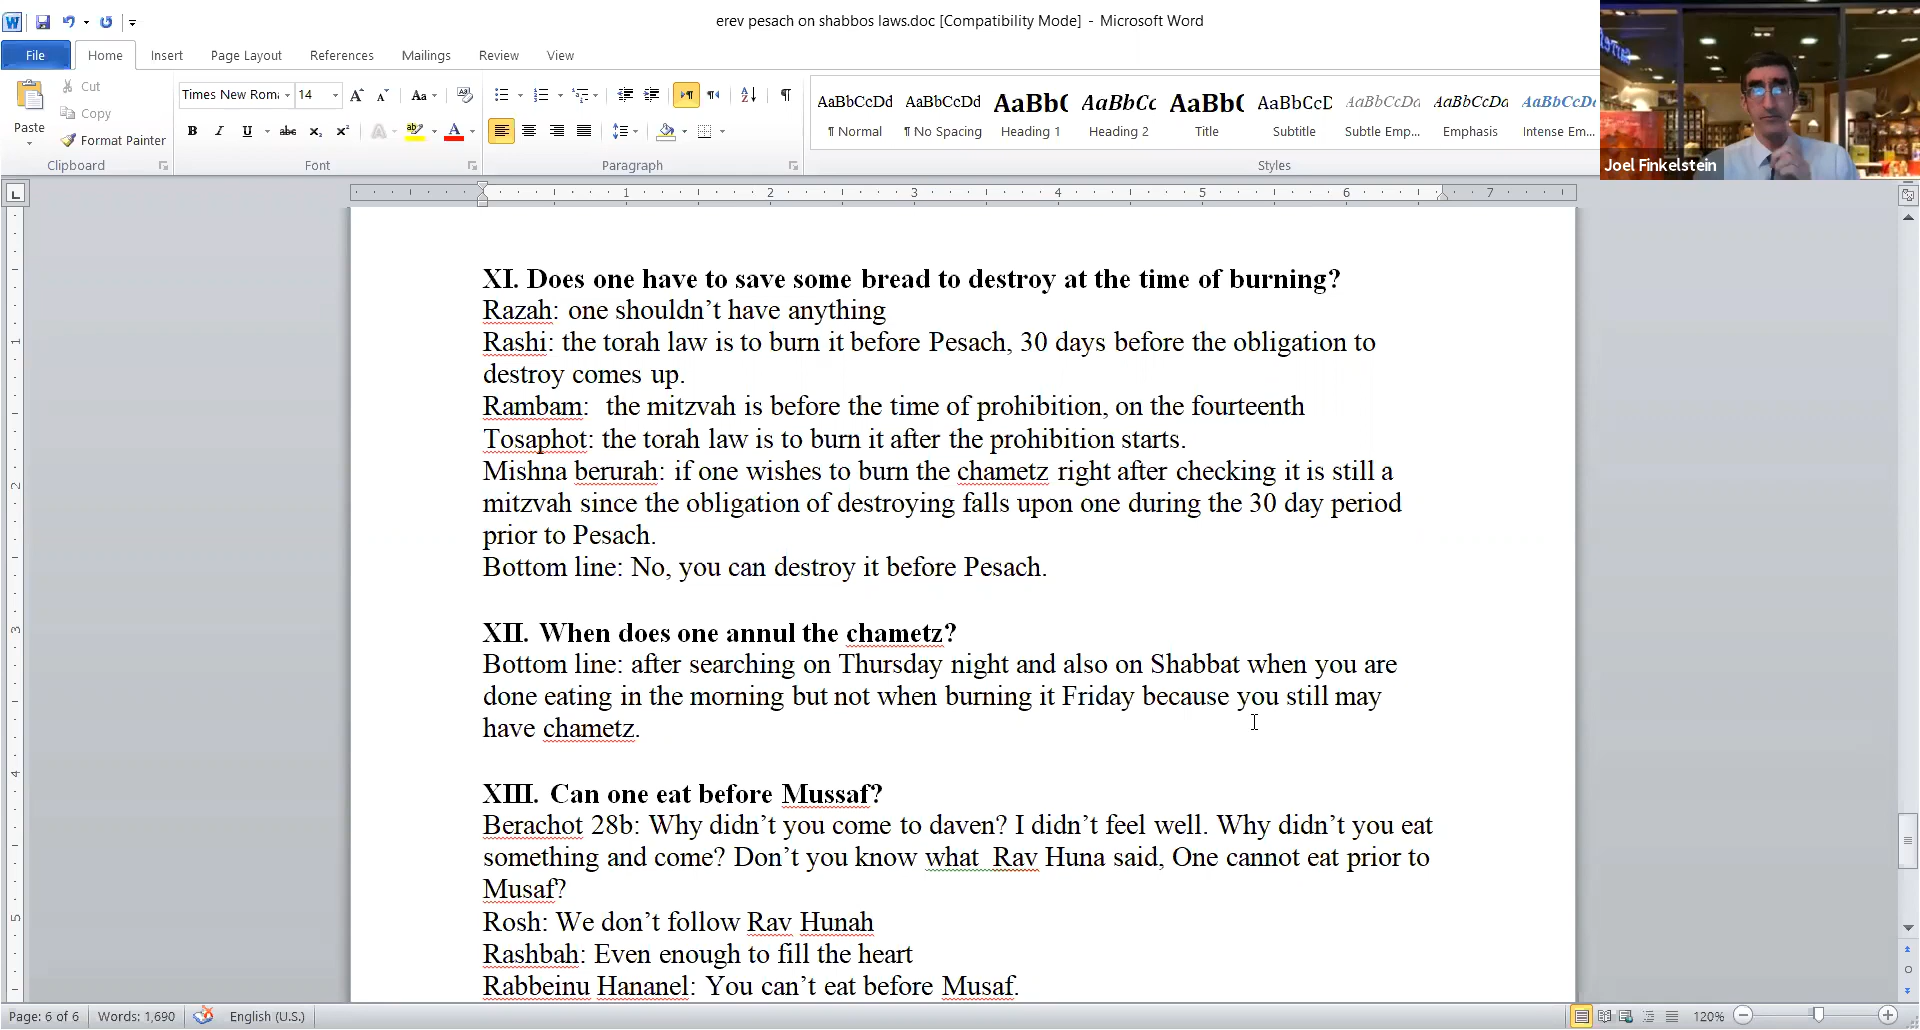 erev pesach on shabbos laws.doc [Compatibility Mode] - Microsoft Word
File Home Insert Page Layout References Mailings Review View
Cut
Copy
Format Painter
Paste
Clipboard
Times New Roma 14
Font
Paragraph
AaBbCcDd AaBbCcDd AaBbC AaBbCc AaBbC AaBbCcD AaBbCcDd AaBbCcDd AaBbCcDd
¶ Normal ¶ No Spacing Heading 1 Heading 2 Title Subtitle Subtle Emp... Emphasis Intense Em...
Styles
Joel Finkelstein
1 2 3 4 5 6 7
XI. Does one have to save some bread to destroy at the time of burning?
Razah: one shouldn’t have anything
Rashi: the torah law is to burn it before Pesach, 30 days before the obligation to
destroy comes up.
Rambam: the mitzvah is before the time of prohibition, on the fourteenth
Tosaphot: the torah law is to burn it after the prohibition starts.
Mishna berurah: if one wishes to burn the chametz right after checking it is still a
mitzvah since the obligation of destroying falls upon one during the 30 day period
prior to Pesach.
Bottom line: No, you can destroy it before Pesach.
XII. When does one annul the chametz?
Bottom line: after searching on Thursday night and also on Shabbat when you are
done eating in the morning but not when burning it Friday because you still may
have chametz.
XIII. Can one eat before Mussaf?
Berachot 28b: Why didn’t you come to daven? I didn’t feel well. Why didn’t you eat
something and come? Don’t you know what Rav Huna said, One cannot eat prior to
Musaf?
Rosh: We don’t follow Rav Hunah
Rashbah: Even enough to fill the heart
Rabbeinu Hananel: You can’t eat before Musaf.
Page: 6 of 6 Words: 1,690 English (U.S.) 120%